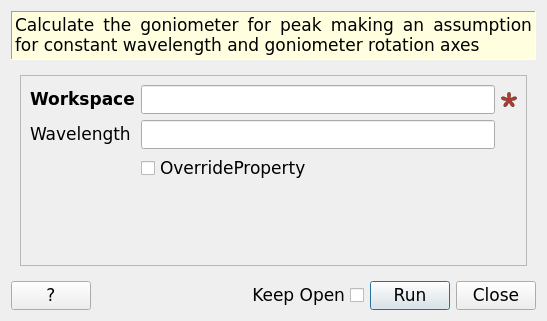 Calculate the goniometer for peak making an assumption
for constant wavelength and goniometer rotation axes
Workspace *
Wavelength
OverrideProperty
? Keep Open Run Close